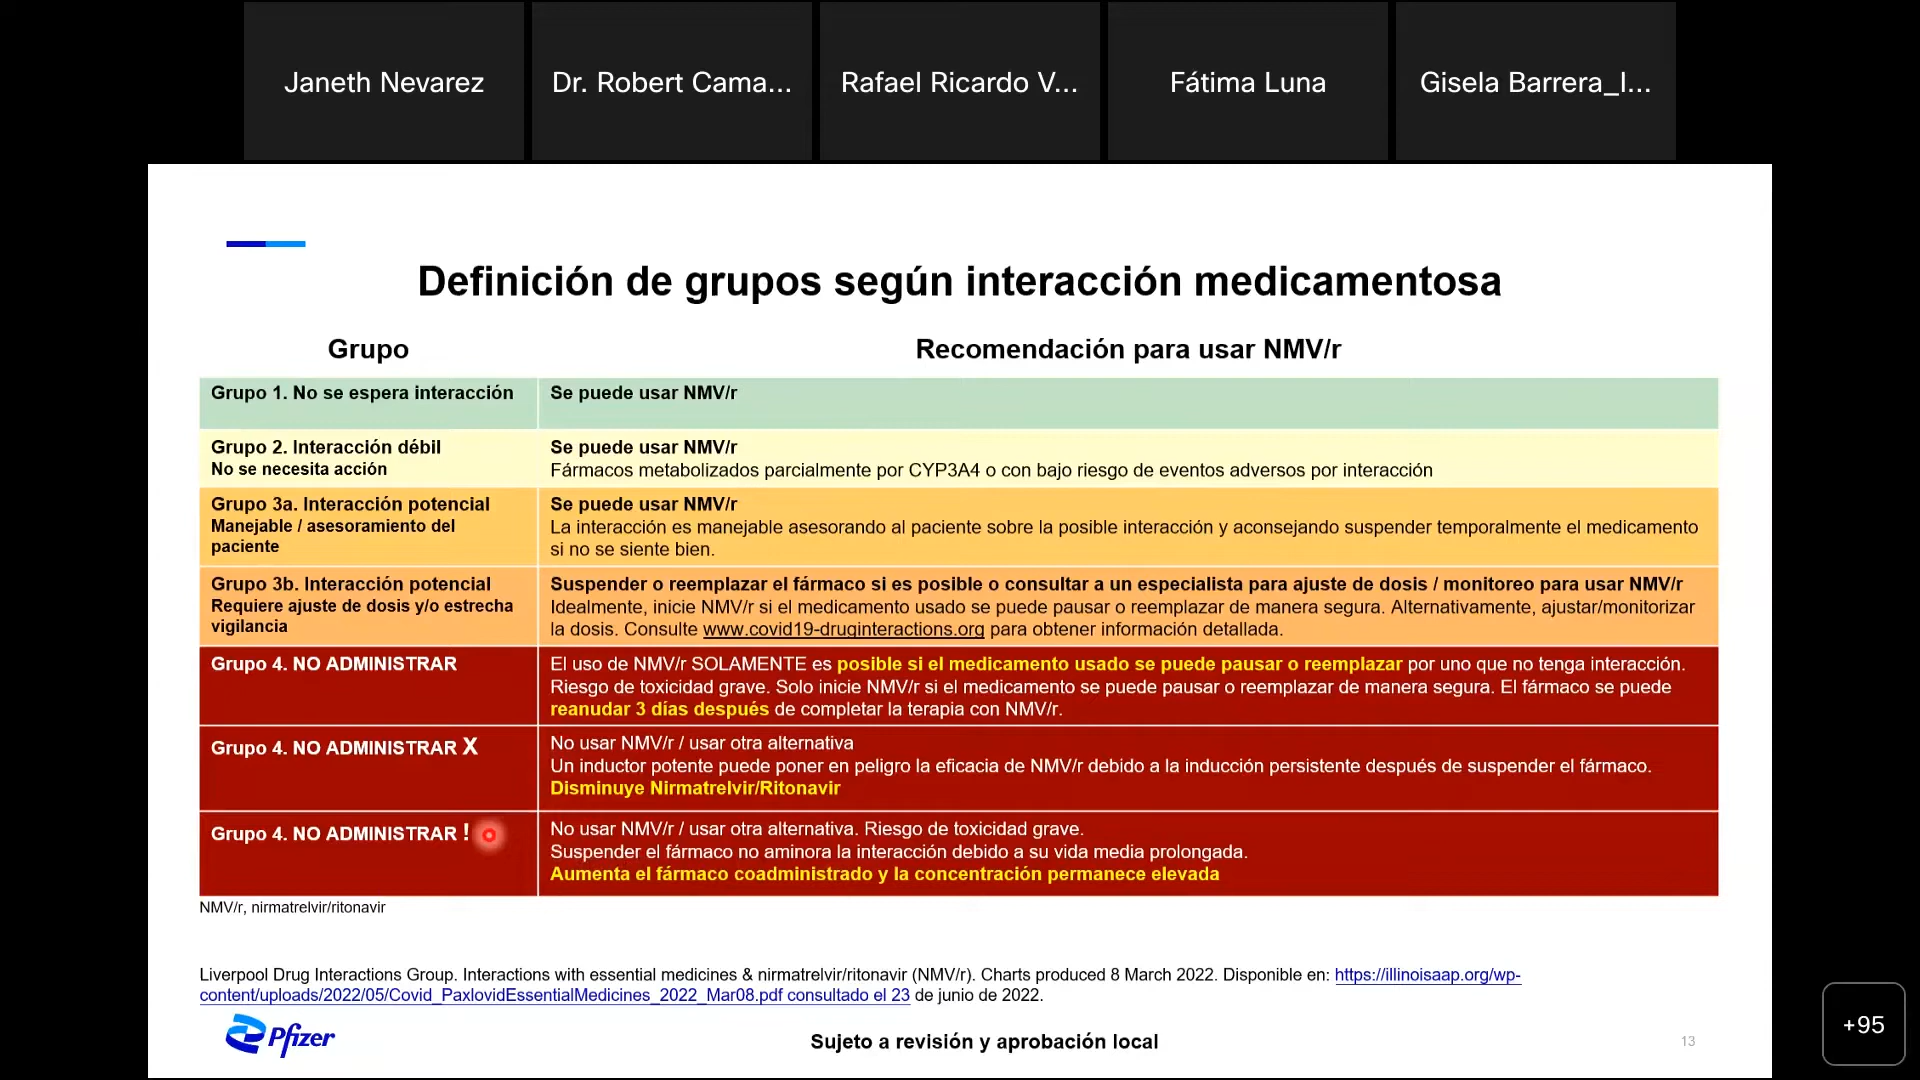 Janeth Nevarez
Dr. Robert Cama...
Rafael Ricardo V...
Fátima Luna
Gisela Barrera_I...
Definición de grupos según interacción medicamentosa
Grupo
Recomendación para usar NMV/r
Grupo 1. No se espera interacción
Se puede usar NMV/r
Grupo 2. Interacción débil
No se necesita acción
Se puede usar NMV/r
Fármacos metabolizados parcialmente por CYP3A4 o con bajo riesgo de eventos adversos por interacción
Grupo 3a. Interacción potencial
Manejable / asesoramiento del
paciente
Se puede usar NMV/r
La interacción es manejable asesorando al paciente sobre la posible interacción y aconsejando suspender temporalmente el medicamento
si no se siente bien.
Grupo 3b. Interacción potencial
Requiere ajuste de dosis y/o estrecha
vigilancia
Suspender o reemplazar el fármaco si es posible o consultar a un especialista para ajuste de dosis / monitoreo para usar NMV/r
Idealmente, inicie NMV/r si el medicamento usado se puede pausar o reemplazar de manera segura. Alternativamente, ajustar/monitorizar
la dosis. Consulte www.covid19-druginteractions.org para obtener información detallada.
Grupo 4. NO ADMINISTRAR
El uso de NMV/r SOLAMENTE es posible si el medicamento usado se puede pausar o reemplazar por uno que no tenga interacción.
Riesgo de toxicidad grave. Solo inicie NMV/r si el medicamento se puede pausar o reemplazar de manera segura. El fármaco se puede
reanudar 3 días después de completar la terapia con NMV/r.
Grupo 4. NO ADMINISTRAR X
No usar NMV/r / usar otra alternativa
Un inductor potente puede poner en peligro la eficacia de NMV/r debido a la inducción persistente después de suspender el fármaco.
Disminuye Nirmatrelvir/Ritonavir
Grupo 4. NO ADMINISTRAR !
No usar NMV/r / usar otra alternativa. Riesgo de toxicidad grave.
Suspender el fármaco no aminora la interacción debido a su vida media prolongada.
Aumenta el fármaco coadministrado y la concentración permanece elevada
NMV/r, nirmatrelvir/ritonavir
Liverpool Drug Interactions Group. Interactions with essential medicines & nirmatrelvir/ritonavir (NMV/r). Charts produced 8 March 2022. Disponible en: https://illinoisaap.org/wp-
content/uploads/2022/05/Covid_PaxlovidEssentialMedicines_2022_Mar08.pdf consultado el 23 de junio de 2022.
Pfizer
Sujeto a revisión y aprobación local
13
+95